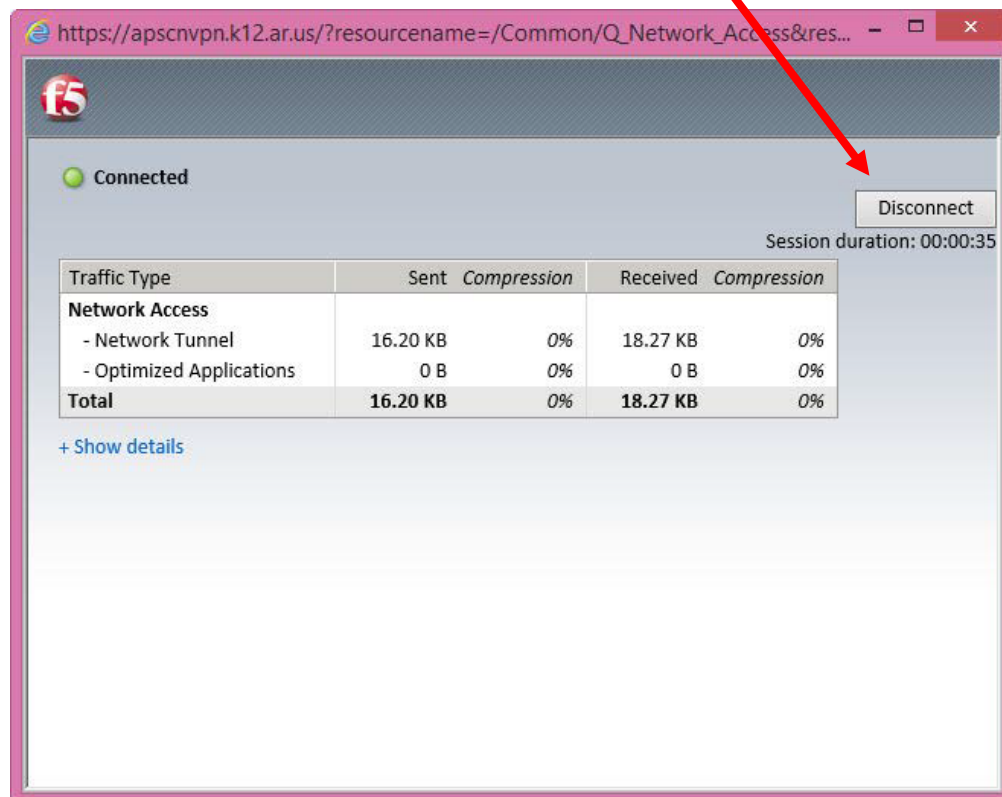 https://apscnvpn.k12.ar.us/?resourcename=/Common/Q_Network_Access&res...
f5
Connected
Disconnect
Session duration: 00:00:35
Traffic Type Sent Compression Received Compression
Network Access
- Network Tunnel 16.20 KB 0% 18.27 KB 0%
- Optimized Applications 0 B 0% 0 B 0%
Total 16.20 KB 0% 18.27 KB 0%
+ Show details